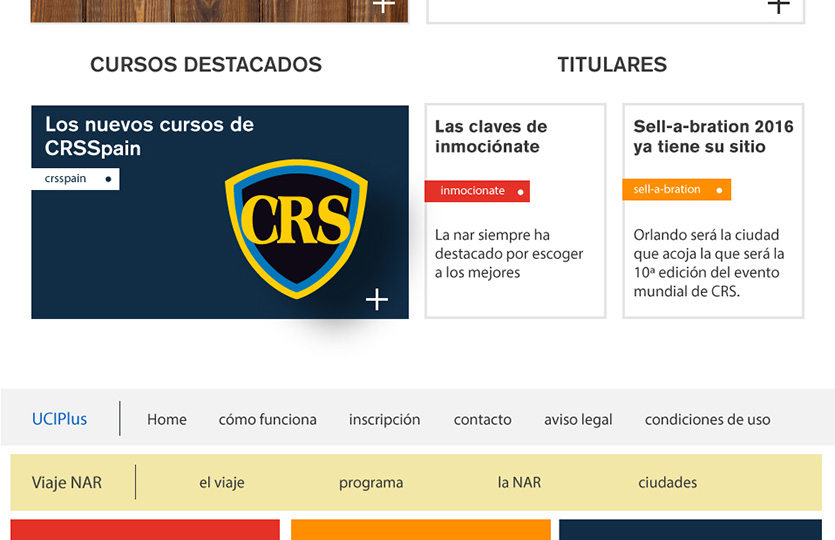 CURSOS DESTACADOS
TITULARES
Los nuevos cursos de
CRSSpain
crsspain
CRS
Las claves de
inmociónate
inmocionate
La nar siempre ha
destacado por escoger
a los mejores
Sell-a-bration 2016
ya tiene su sitio
sell-a-bration
Orlando será la ciudad
que acoja la que será la
10ª edición del evento
mundial de CRS.
UCIPlus
Home
cómo funciona
inscripción
contacto
aviso legal
condiciones de uso
Viaje NAR
el viaje
programa
la NAR
ciudades